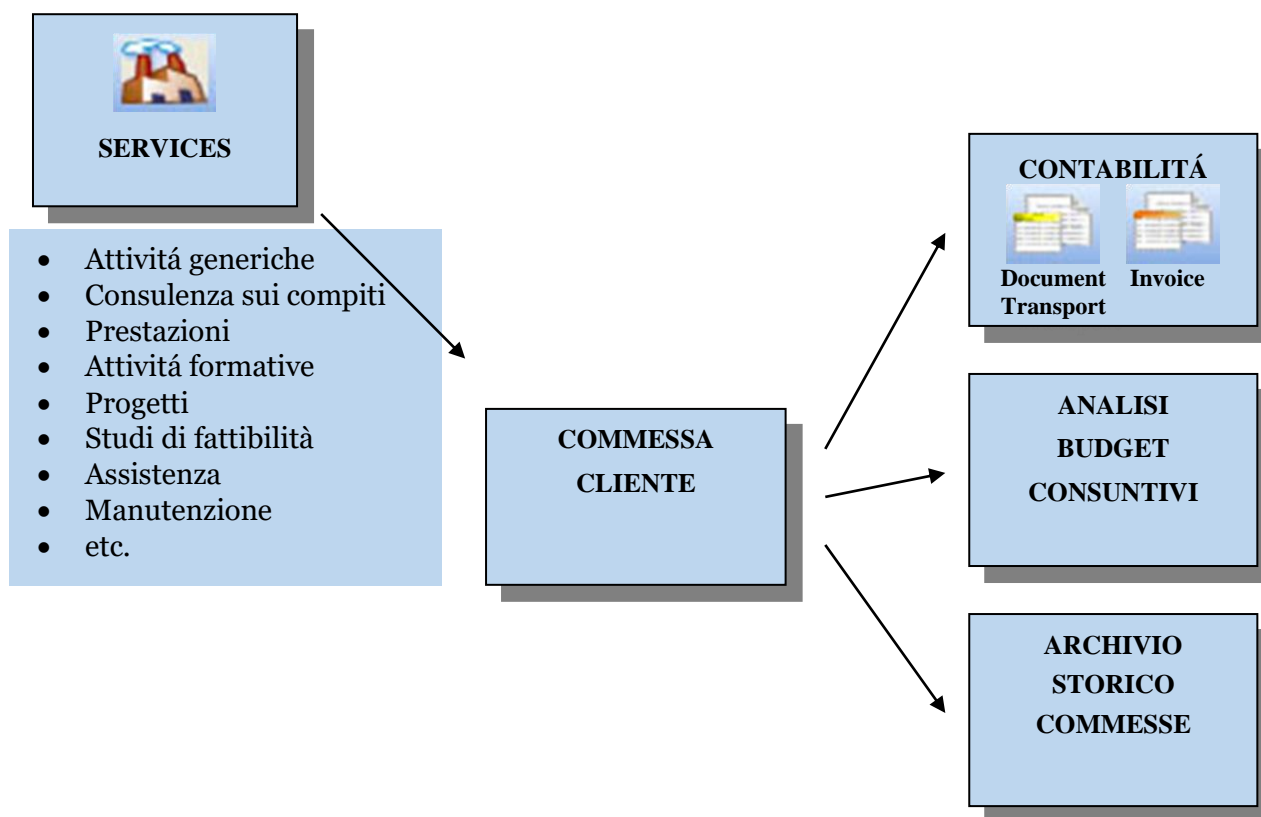 SERVICES
• Attivitá generiche
• Consulenza sui compiti
• Prestazioni
• Attivitá formative
• Progetti
• Studi di fattibilità
• Assistenza
• Manutenzione
• etc.
COMMESSA
CLIENTE
CONTABILITÁ
Document Transport
Invoice
ANALISI
BUDGET
CONSUNTIVI
ARCHIVIO
STORICO
COMMESSE